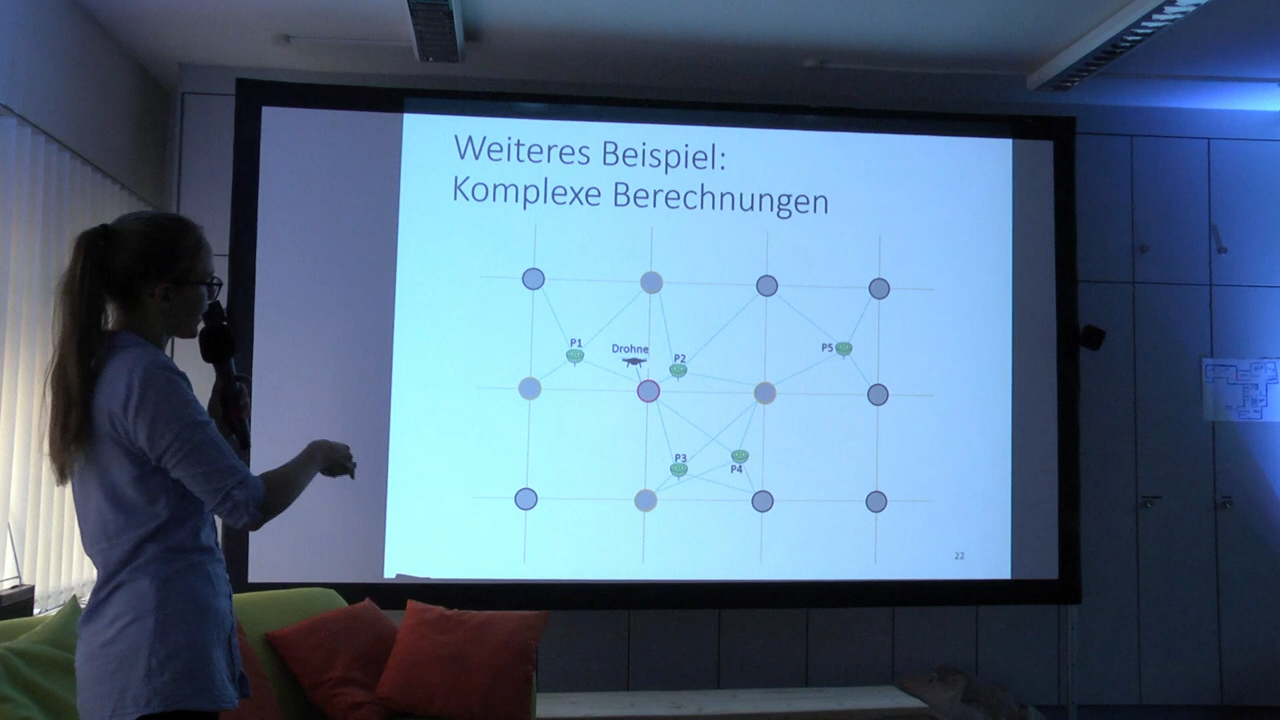 Weiteres Beispiel:
Komplexe Berechnungen
P1
Drohne
P2
P5
P3
P4
22